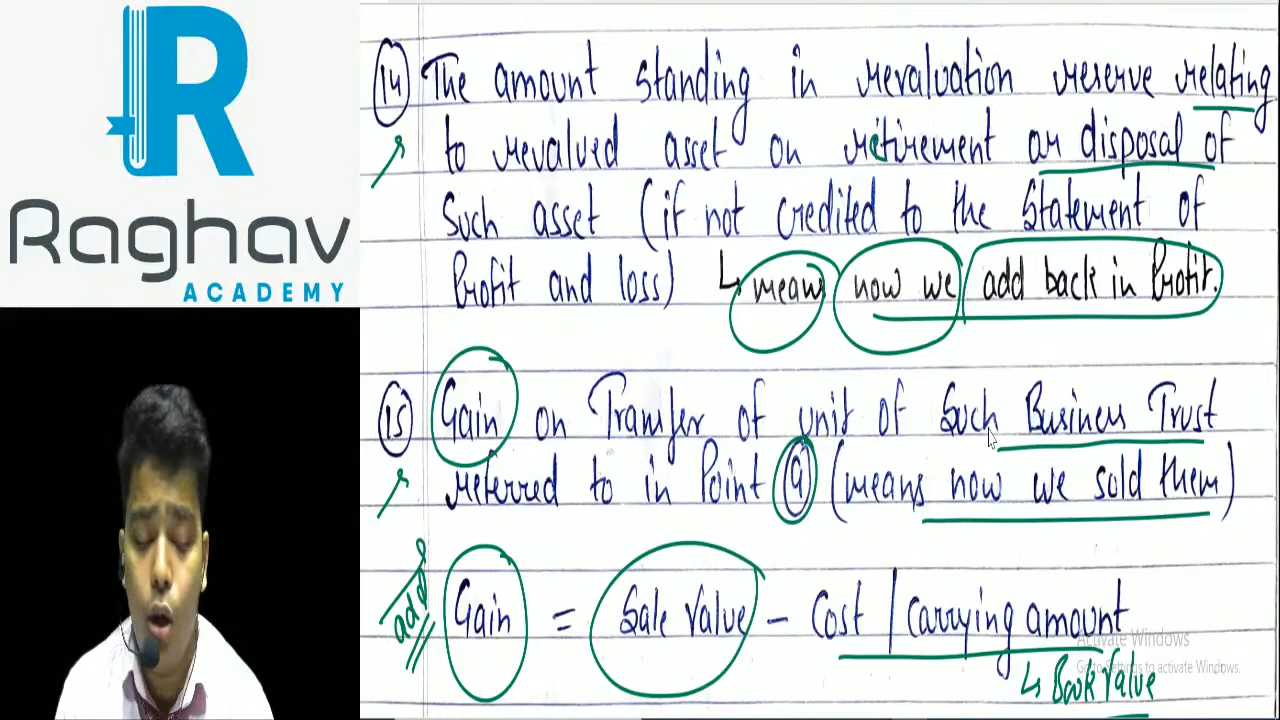 R
Raghav
ACADEMY
14 The amount standing in revaluation reserve relating
to revalued asset on retirement or disposal of
Such asset (if not credited to the Statement of
Profit and loss) ↳ means now we add back in Profit.
15 Gain on Transfer of unit of Such Business Trust
referred to in Point 9 (means now we sold them)
add Gain = Sale Value - Cost / Carrying amount
↳ Book Value
Activate Windows
Go to Settings to activate Windows.